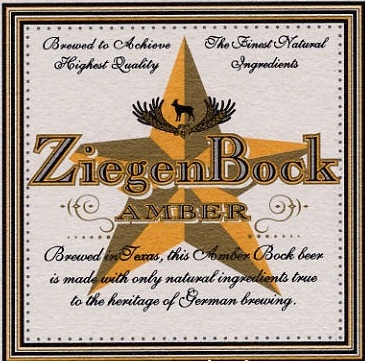 Brewed to Achieve
Highest Quality
The Finest Natural
Ingredients
ZiegenBock
AMBER
Brewed in Texas, this Amber Bock beer
is made with only natural ingredients true
to the heritage of German brewing.